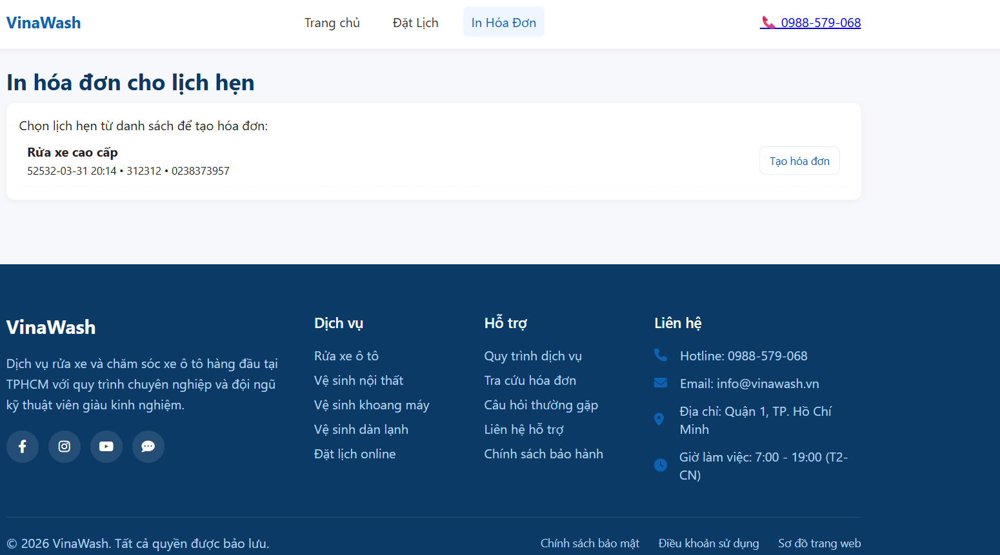 VinaWash
Trang chủ
Đặt Lịch
In Hóa Đơn
0988-579-068
In hóa đơn cho lịch hẹn
Chọn lịch hẹn từ danh sách để tạo hóa đơn:
Rửa xe cao cấp
52532-03-31 20:14 • 312312 • 0238373957
Tạo hóa đơn
VinaWash
Dịch vụ rửa xe và chăm sóc xe ô tô hàng đầu tại
TPHCM với quy trình chuyên nghiệp và đội ngũ
kỹ thuật viên giàu kinh nghiệm.
Dịch vụ
Rửa xe ô tô
Vệ sinh nội thất
Vệ sinh khoang máy
Vệ sinh dàn lạnh
Đặt lịch online
Hỗ trợ
Quy trình dịch vụ
Tra cứu hóa đơn
Câu hỏi thường gặp
Liên hệ hỗ trợ
Chính sách bảo hành
Liên hệ
Hotline: 0988-579-068
Email: info@vinawash.vn
Địa chỉ: Quận 1, TP. Hồ Chí
Minh
Giờ làm việc: 7:00 - 19:00 (T2-
CN)
© 2026 VinaWash. Tất cả quyền được bảo lưu.
Chính sách bảo mật
Điều khoản sử dụng
Sơ đồ trang web